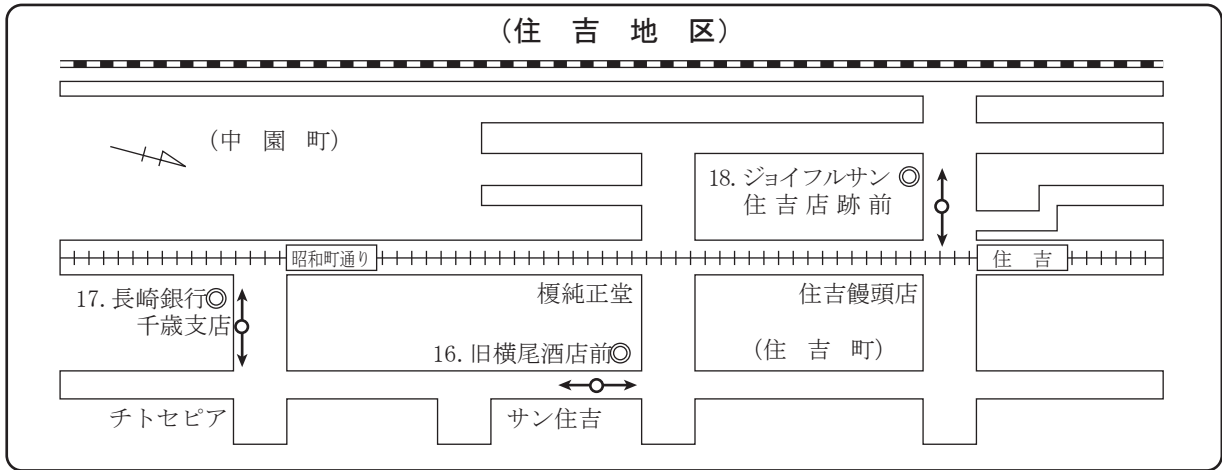 (住吉地区)
(中園町)
18. ジョイフルサン◎
住吉店跡前
昭和町通り
住吉
17. 長崎銀行◎
千歳支店
榎純正堂
住吉饅頭店
16. 旧横尾酒店前◎
(住吉町)
チトセピア
サン住吉